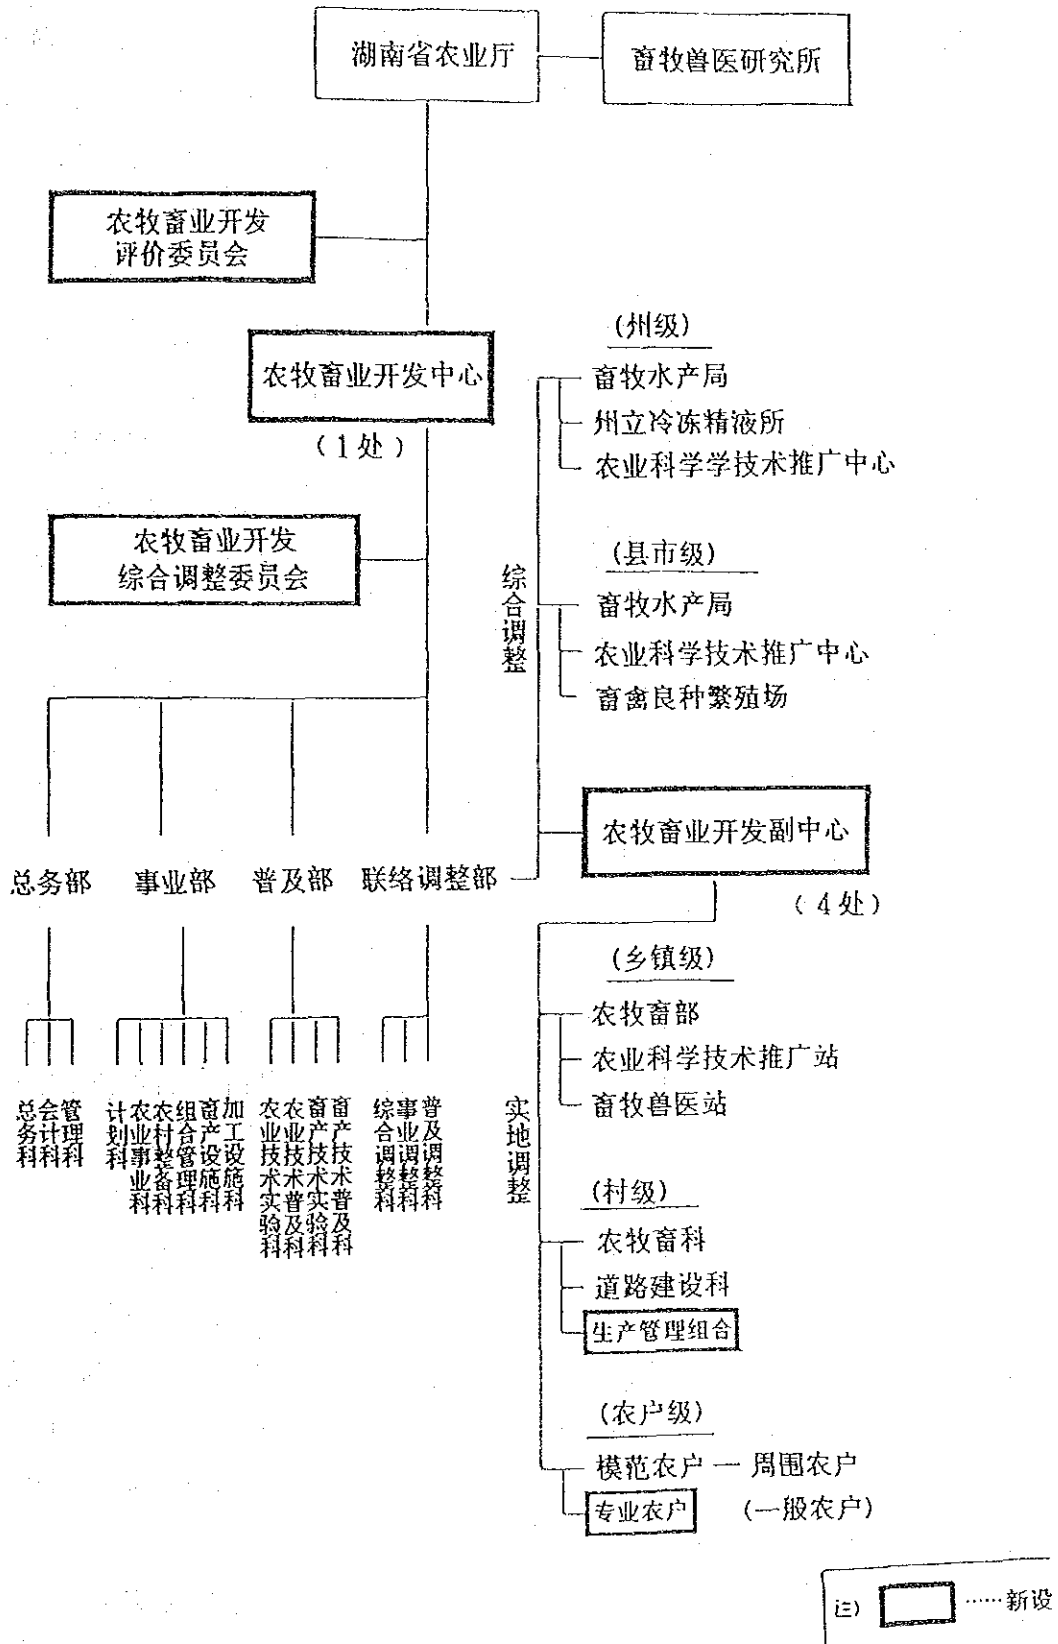 湖南省农业厅
畜牧兽医研究所
农牧畜业开发
评价委员会
农牧畜业开发中心
(1处)
农牧畜业开发
综合调整委员会
综合调整
(州级)
畜牧水产局
州立冷冻精液所
农业科学学技术推广中心
(县市级)
畜牧水产局
农业科学技术推广中心
畜禽良种繁殖场
农牧畜业开发副中心
(4处)
总务部
事业部
普及部
联络调整部
总务科
会计科
管理科
计划科
农业事业科
农村整备科
组合管理科
畜产设施科
加工设施科
农业技术实验科
农业技术普及科
畜产技术实验科
畜产技术普及科
综合调整科
事业调整科
普及调整科
实地调整
(乡镇级)
农牧畜部
农业科学技术推广站
畜牧兽医站
(村级)
农牧畜科
道路建设科
生产管理组合
(农户级)
模范农户 — 周围农户
专业农户 (一般农户)
注) ……新设